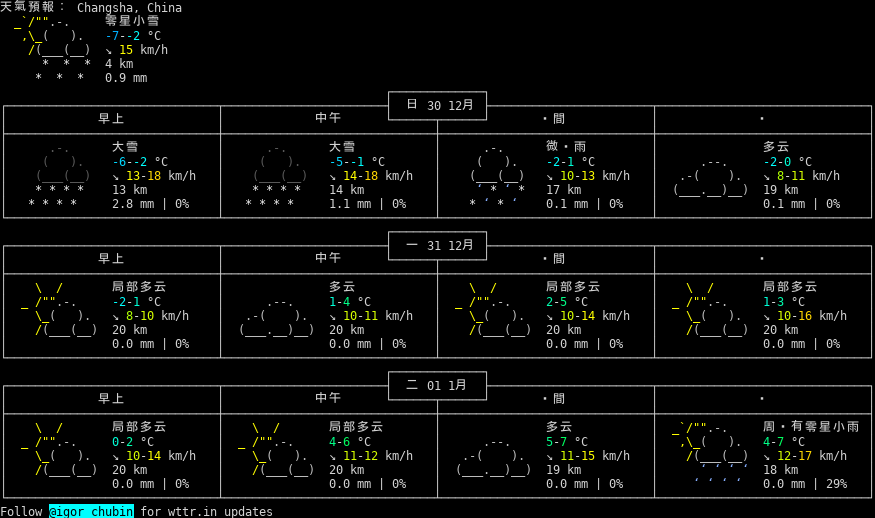 天氣預報： Changsha, China
零星小雪
-7--2 °C
↘ 15 km/h
4 km
0.9 mm
日 30 12月
早上 中午 ・間 ・
大雪 大雪 微・雨 多云
-6--2 °C -5--1 °C -2-1 °C -2-0 °C
↘ 13-18 km/h ↘ 14-18 km/h ↘ 10-13 km/h ↘ 8-11 km/h
13 km 14 km 17 km 19 km
2.8 mm | 0% 1.1 mm | 0% 0.1 mm | 0% 0.1 mm | 0%
一 31 12月
早上 中午 ・間 ・
局部多云 多云 局部多云 局部多云
-2-1 °C 1-4 °C 2-5 °C 1-3 °C
↘ 8-10 km/h ↘ 10-11 km/h ↘ 10-14 km/h ↘ 10-16 km/h
20 km 20 km 20 km 20 km
0.0 mm | 0% 0.0 mm | 0% 0.0 mm | 0% 0.0 mm | 0%
二 01 1月
早上 中午 ・間 ・
局部多云 局部多云 多云 周・有零星小雨
0-2 °C 4-6 °C 5-7 °C 4-7 °C
↘ 10-14 km/h ↘ 11-12 km/h ↘ 11-15 km/h ↘ 12-17 km/h
20 km 20 km 19 km 18 km
0.0 mm | 0% 0.0 mm | 0% 0.0 mm | 0% 0.0 mm | 29%
Follow @igor_chubin for wttr.in updates